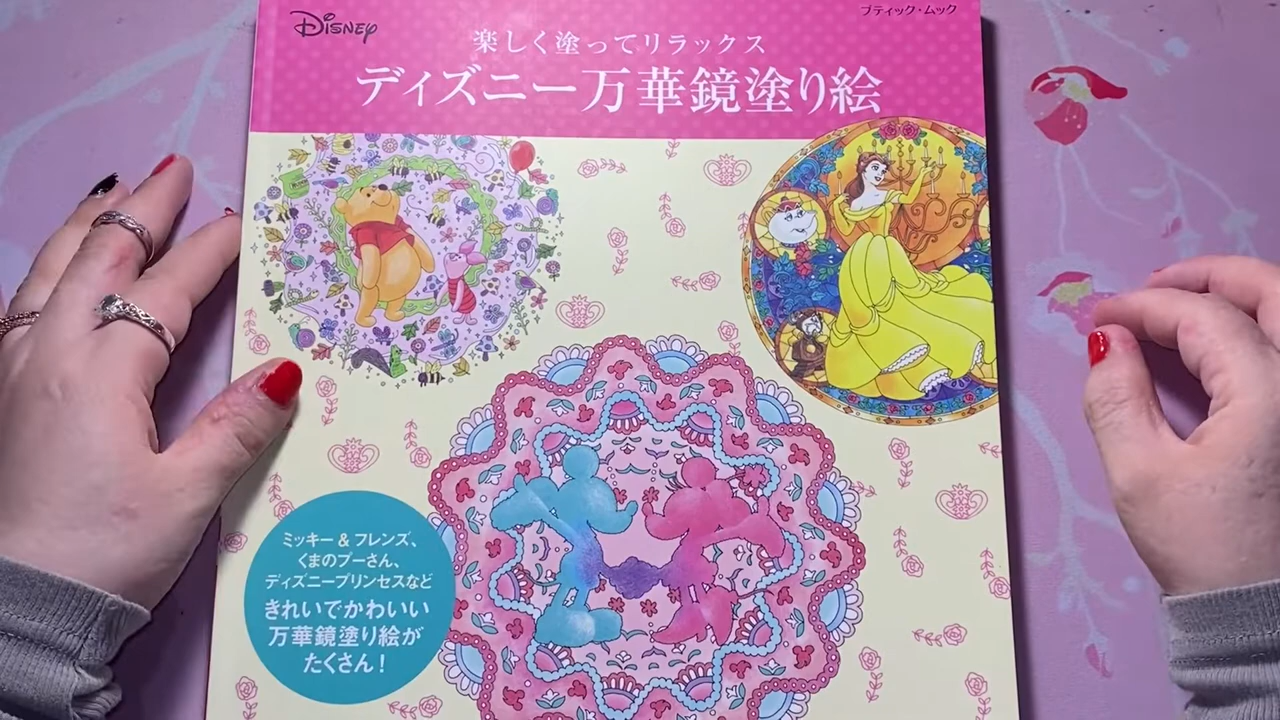 Disney
ブティック・ムック
楽しく塗ってリラックス
ディズニー万華鏡塗り絵
ミッキー & フレンズ、
くまのプーさん、
ディズニープリンセスなど
きれいでかわいい
万華鏡塗り絵が
たくさん!